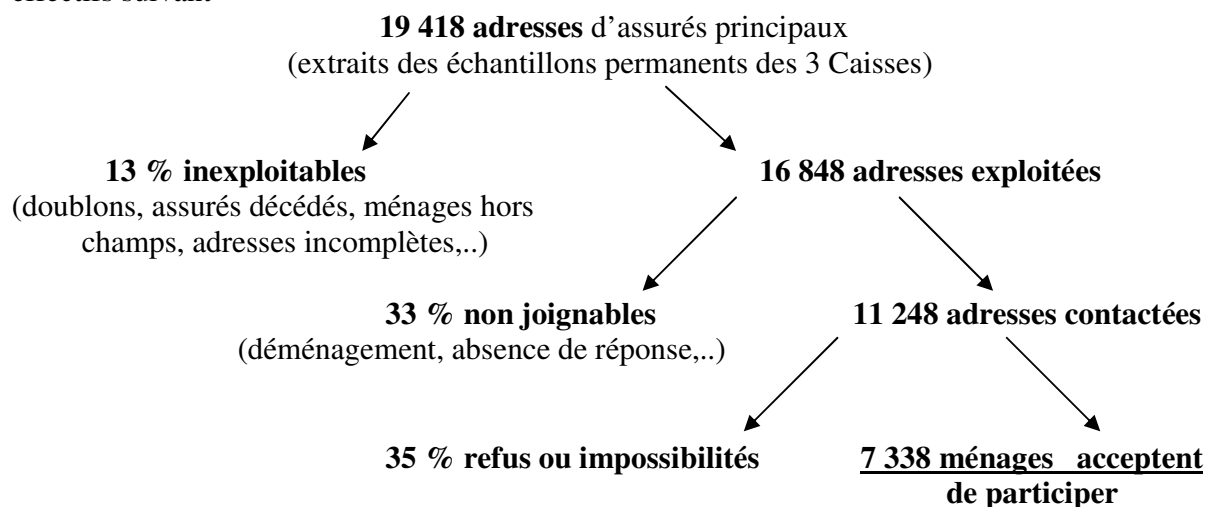 19 418 adresses d'assurés principaux
(extraits des échantillons permanents des 3 Caisses)
13 % inexploitables
16 848 adresses exploitées
(doublons, assurés décédés, ménages hors
champs, adresses incomplètes,..)
33 % non joignables
11 248 adresses contactées
(déménagement, absence de réponse,..)
35 % refus ou impossibilités
7 338 ménages acceptent
de participer